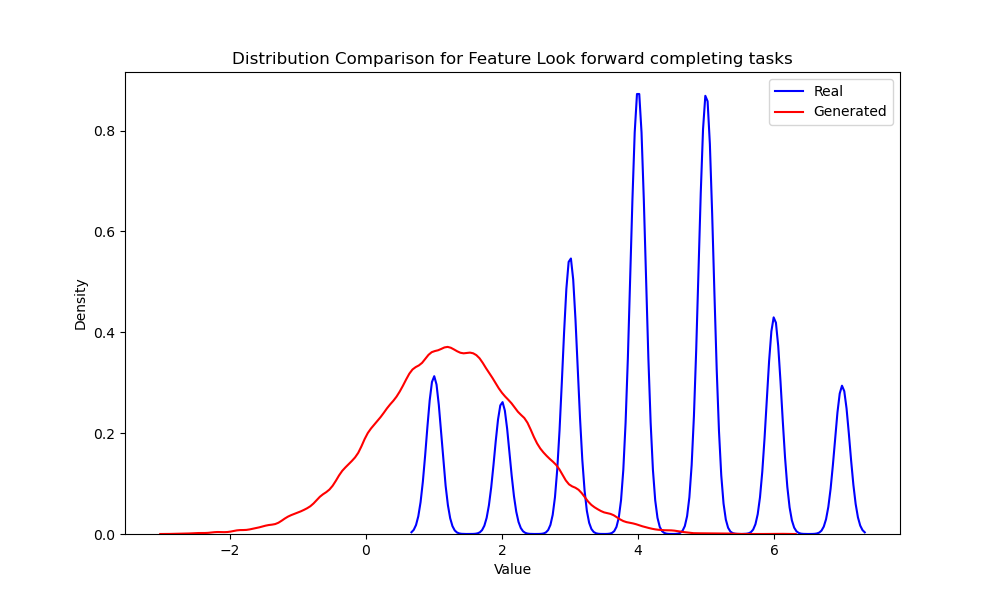 Distribution Comparison for Feature Look forward completing tasks
Real
Generated
Density
0.8
0.6
0.4
0.2
0.0
−2
0
2
4
6
Value